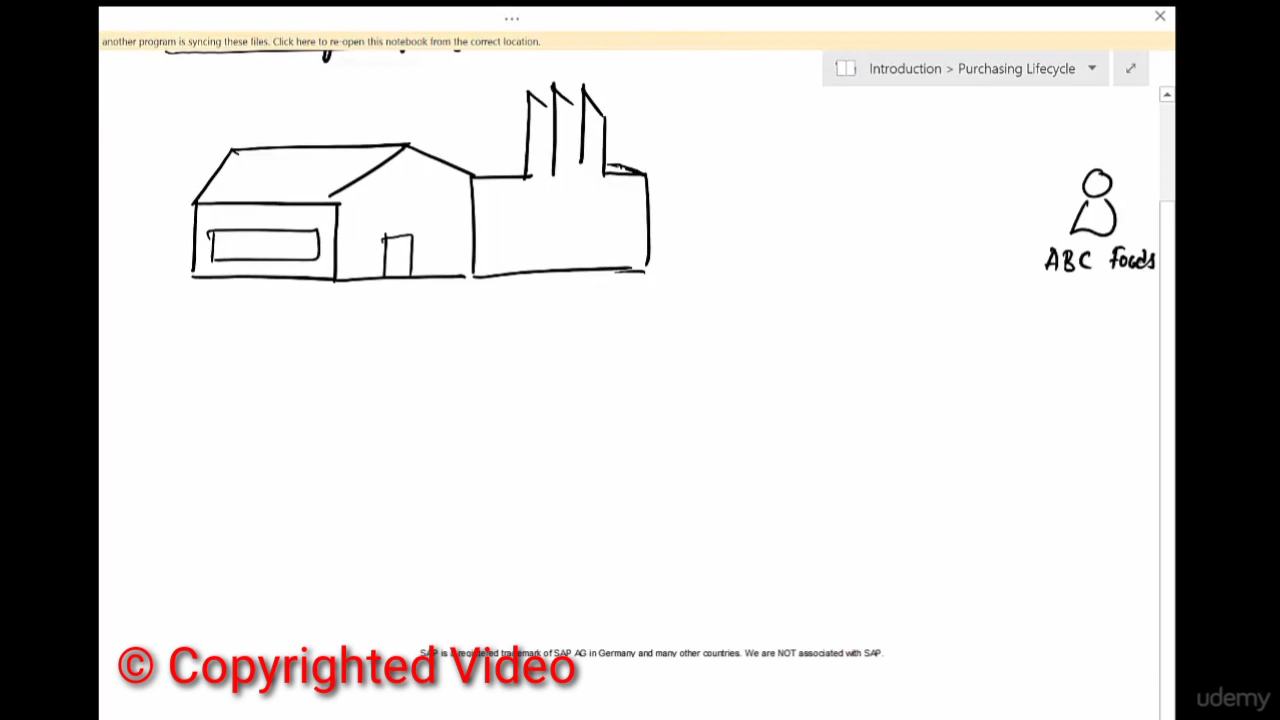 ...
another program is syncing these files. Click here to re-open this notebook from the correct location.
Introduction > Purchasing Lifecycle
ABC Foods
SAP is a registered trademark of SAP AG in Germany and many other countries. We are NOT associated with SAP.
© Copyrighted Video
udemy